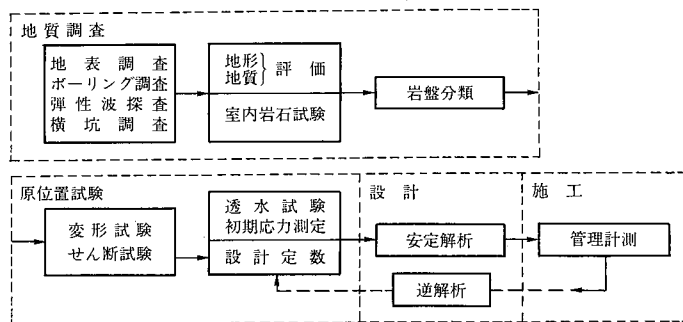 地質調査
地表調査
ボーリング調査
弾性波探査
横坑調査
地形
地質}評価
室内岩石試験
岩盤分類
原位置試験
変形試験
せん断試験
透水試験
初期応力測定
設計定数
設計
安定解析
逆解析
施工
管理計測